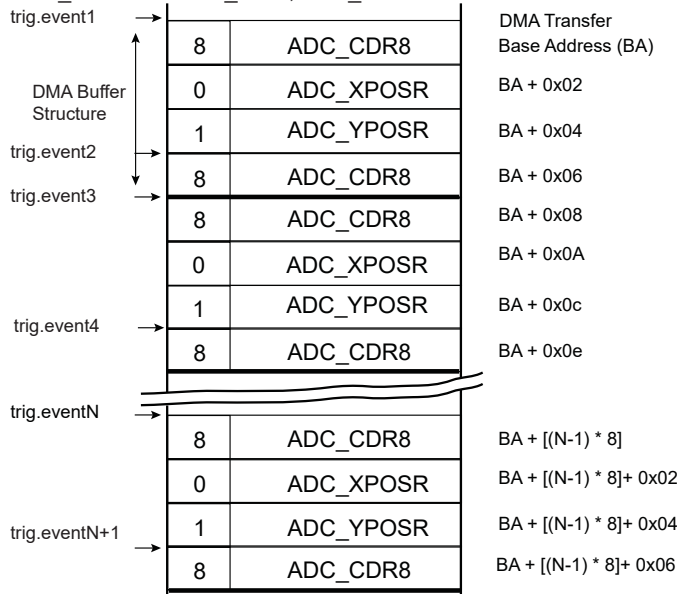 trig.event1
DMA Transfer
8 ADC_CDR8 Base Address (BA)
DMA Buffer
Structure
0 ADC_XPOSR BA + 0x02
1 ADC_YPOSR BA + 0x04
trig.event2
8 ADC_CDR8 BA + 0x06
trig.event3
8 ADC_CDR8 BA + 0x08
0 ADC_XPOSR BA + 0x0A
1 ADC_YPOSR BA + 0x0c
trig.event4
8 ADC_CDR8 BA + 0x0e
trig.eventN
8 ADC_CDR8 BA + [(N-1) * 8]
0 ADC_XPOSR BA + [(N-1) * 8]+ 0x02
1 ADC_YPOSR BA + [(N-1) * 8]+ 0x04
trig.eventN+1
8 ADC_CDR8 BA + [(N-1) * 8]+ 0x06